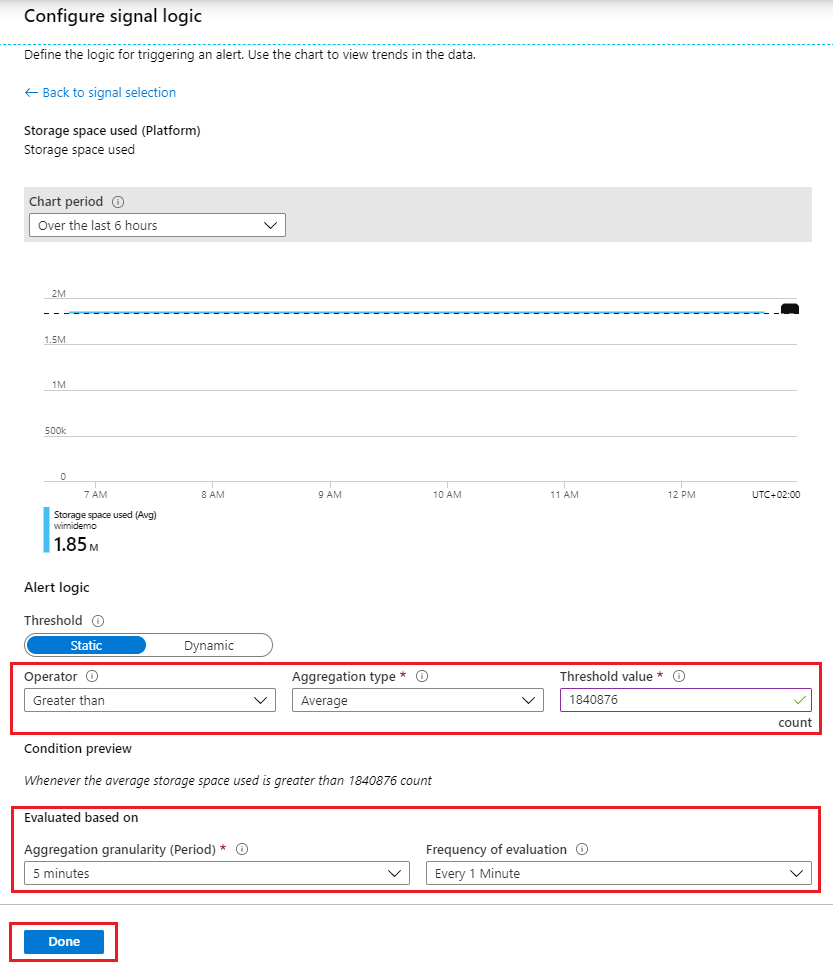 Configure signal logic
Define the logic for triggering an alert. Use the chart to view trends in the data.
← Back to signal selection
Storage space used (Platform)
Storage space used
Chart period
Over the last 6 hours
2M
1.5M
1M
500k
0
7 AM 8 AM 9 AM 10 AM 11 AM 12 PM UTC+02:00
Storage space used (Avg)
wimidemo
1.85 M
Alert logic
Threshold
Static Dynamic
Operator Aggregation type * Threshold value *
Greater than Average 1840876
count
Condition preview
Whenever the average storage space used is greater than 1840876 count
Evaluated based on
Aggregation granularity (Period) * Frequency of evaluation
5 minutes Every 1 Minute
Done